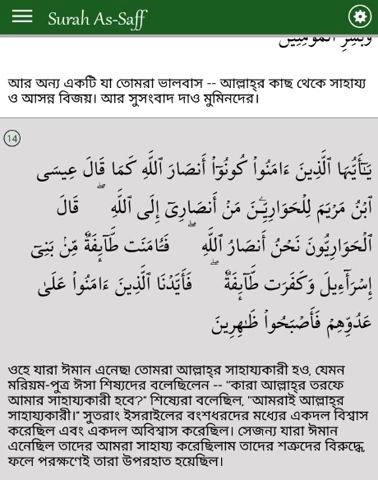 Surah As-Saff
وَبَشِّرِ ٱلْمُؤْمِنِينَ
আর অন্য একটি যা তোমরা ভালবাস -- আল্লাহ্‌র কাছ থেকে সাহায্য
ও আসন্ন বিজয়। আর সুসংবাদ দাও মুমিনদের।
14
يَـٰٓأَيُّهَا ٱلَّذِينَ ءَامَنُوا۟ كُونُوٓا۟ أَنصَارَ ٱللَّهِ كَمَا قَالَ عِيسَى
ٱبْنُ مَرْيَمَ لِلْحَوَارِيِّـۧنَ مَنْ أَنصَارِىٓ إِلَى ٱللَّهِ ۖ قَالَ
ٱلْحَوَارِيُّونَ نَحْنُ أَنصَارُ ٱللَّهِ ۖ فَـَٔامَنَت طَّآئِفَةٌ مِّنۢ بَنِىٓ
إِسْرَٰٓءِيلَ وَكَفَرَت طَّآئِفَةٌ ۖ فَأَيَّدْنَا ٱلَّذِينَ ءَامَنُوا۟ عَلَىٰ
عَدُوِّهِمْ فَأَصْبَحُوا۟ ظَـٰهِرِينَ
ওহে যারা ঈমান এনেছ! তোমরা আল্লাহ্‌র সাহায্যকারী হও, যেমন
মরিয়ম-পুত্র ঈসা শিষ্যদের বলেছিলেন -- "কারা আল্লাহ্‌র তরফে
আমার সাহায্যকারী হবে?" শিষ্যেরা বলেছিল, "আমরাই আল্লাহ্‌র
সাহায্যকারী।" সুতরাং ইসরাইলের বংশধরদের মধ্যের একদল বিশ্বাস
করেছিল এবং একদল অবিশ্বাস করেছিল। সেজন্য যারা ঈমান
এনেছিল তাদের আমরা সাহায্য করেছিলাম তাদের শত্রুদের বিরুদ্ধে,
ফলে পরক্ষণেই তারা উপরহাত হয়েছিল।